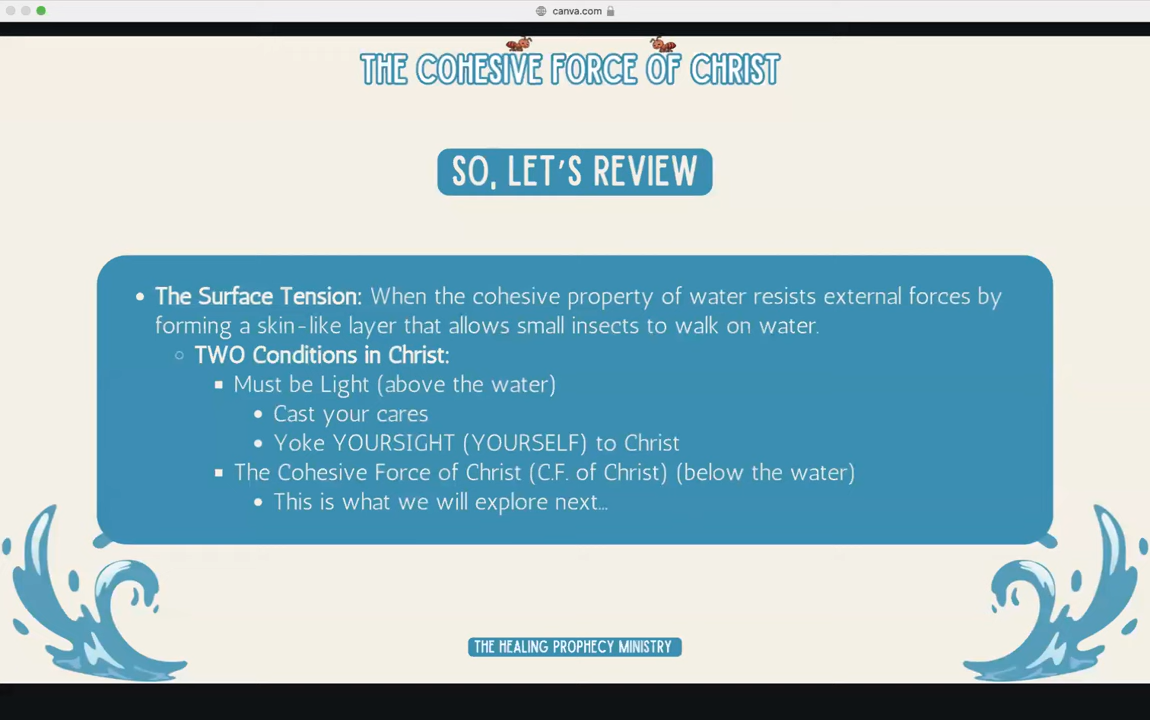 canva.com
THE COHESIVE FORCE OF CHRIST
SO, LET'S REVIEW
• The Surface Tension: When the cohesive property of water resists external forces by
forming a skin-like layer that allows small insects to walk on water.
○ TWO Conditions in Christ:
■ Must be Light (above the water)
• Cast your cares
• Yoke YOURSIGHT (YOURSELF) to Christ
■ The Cohesive Force of Christ (C.F. of Christ) (below the water)
• This is what we will explore next...
THE HEALING PROPHECY MINISTRY